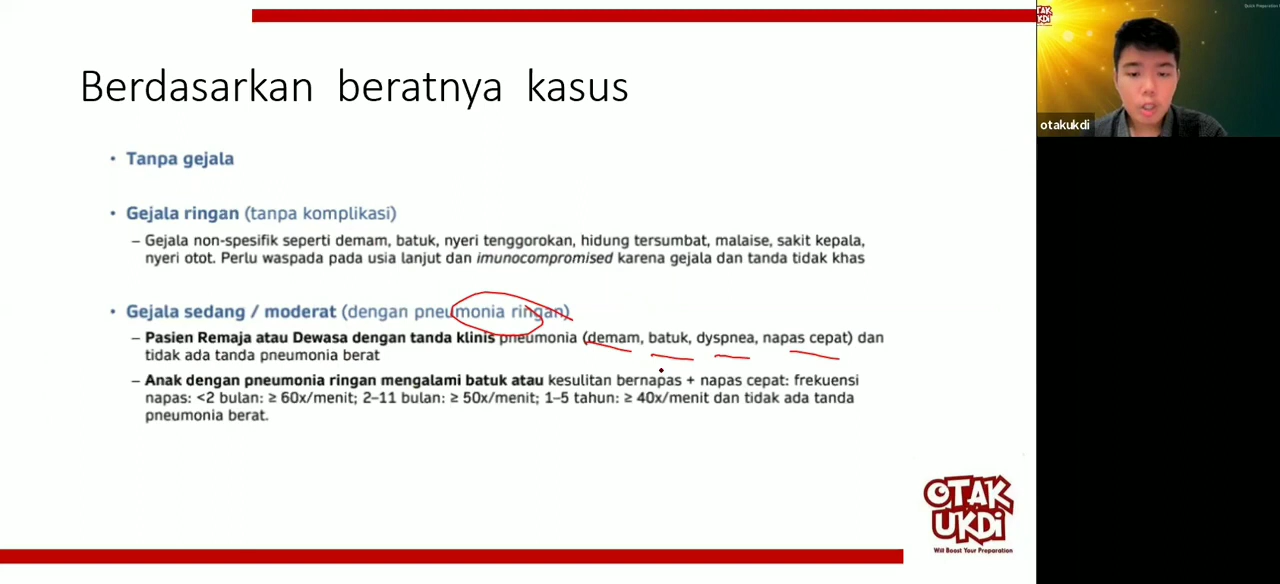 Berdasarkan beratnya kasus
• Tanpa gejala
• Gejala ringan (tanpa komplikasi)
– Gejala non-spesifik seperti demam, batuk, nyeri tenggorokan, hidung tersumbat, malaise, sakit kepala,
nyeri otot. Perlu waspada pada usia lanjut dan imunocompromised karena gejala dan tanda tidak khas
• Gejala sedang / moderat (dengan pneumonia ringan)
– Pasien Remaja atau Dewasa dengan tanda klinis pneumonia (demam, batuk, dyspnea, napas cepat) dan
tidak ada tanda pneumonia berat
– Anak dengan pneumonia ringan mengalami batuk atau kesulitan bernapas + napas cepat: frekuensi
napas: <2 bulan: ≥ 60x/menit; 2–11 bulan: ≥ 50x/menit; 1–5 tahun: ≥ 40x/menit dan tidak ada tanda
pneumonia berat.
OTAK
UKDI
Will Boost Your Preparation
otakukdi